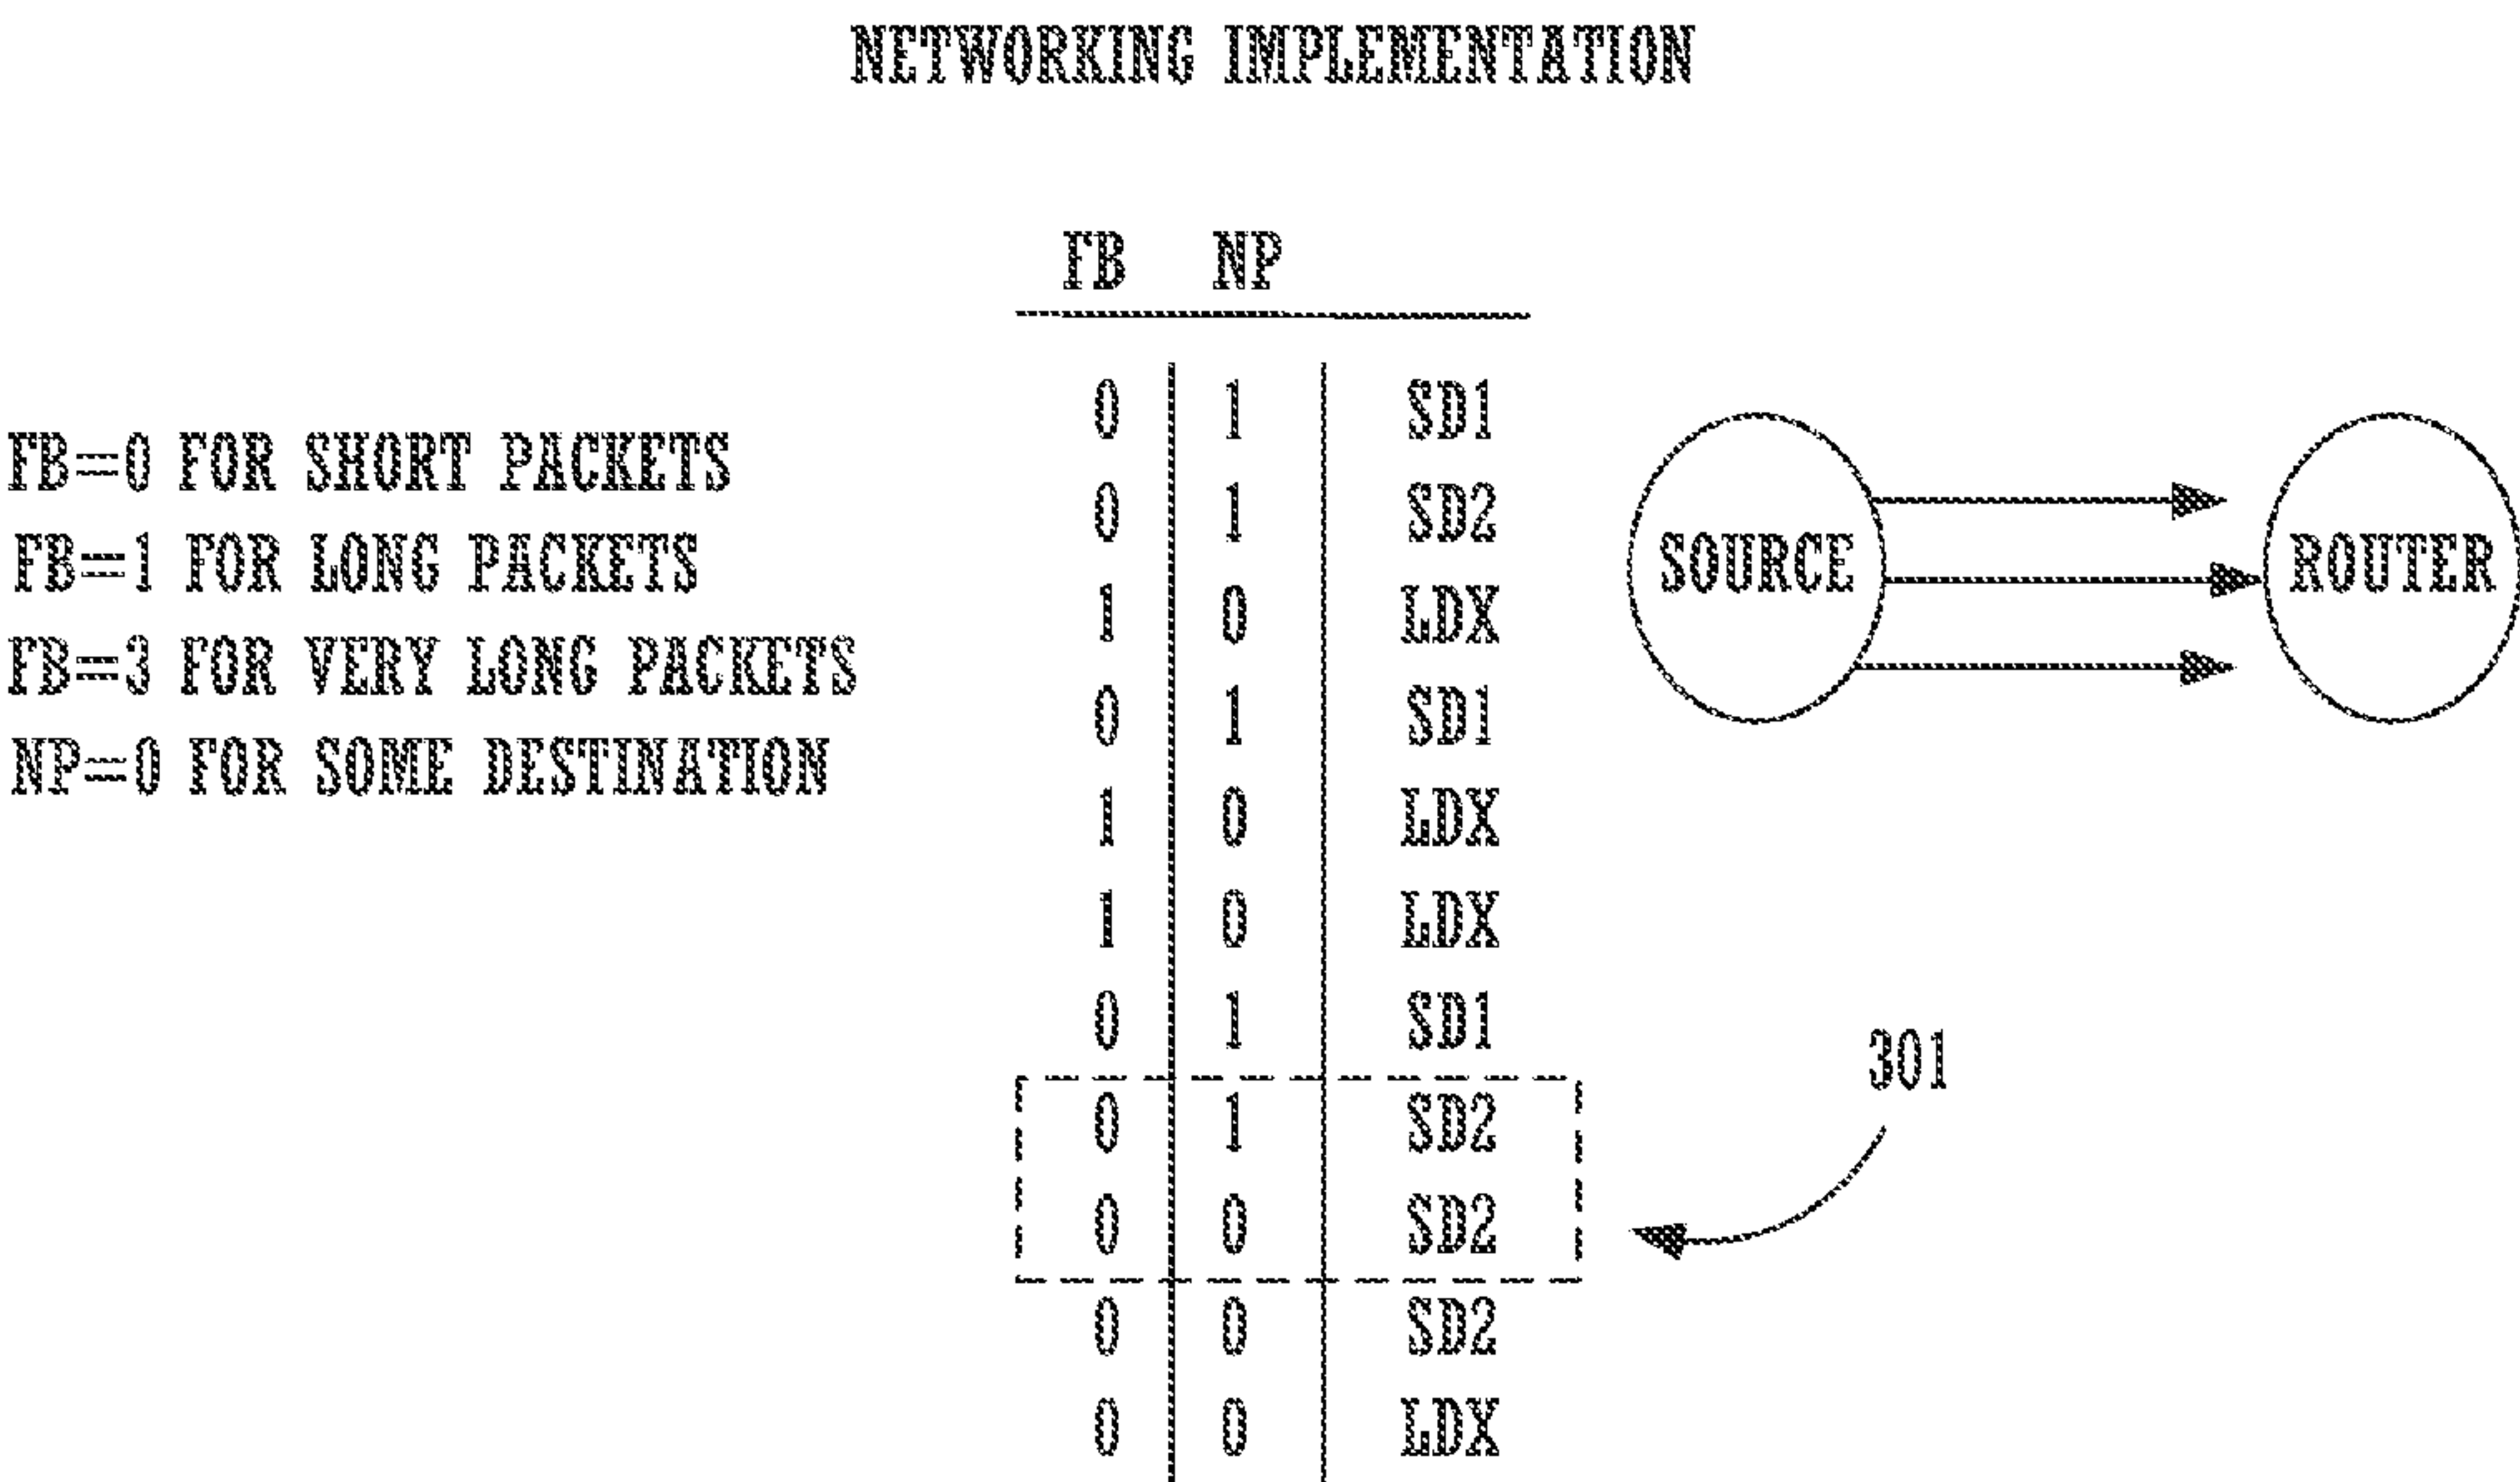 NETWORKING IMPLEMENTATION
FB=0 FOR SHORT PACKETS
FB=1 FOR LONG PACKETS
FB=3 FOR VERY LONG PACKETS
NP=0 FOR SOME DESTINATION
FB NP
0 1 SD1
0 1 SD2
1 0 LDX
0 1 SD1
1 0 LDX
1 0 LDX
0 1 SD1
0 1 SD2
0 0 SD2
0 0 SD2
0 0 LDX
SOURCE
ROUTER
301